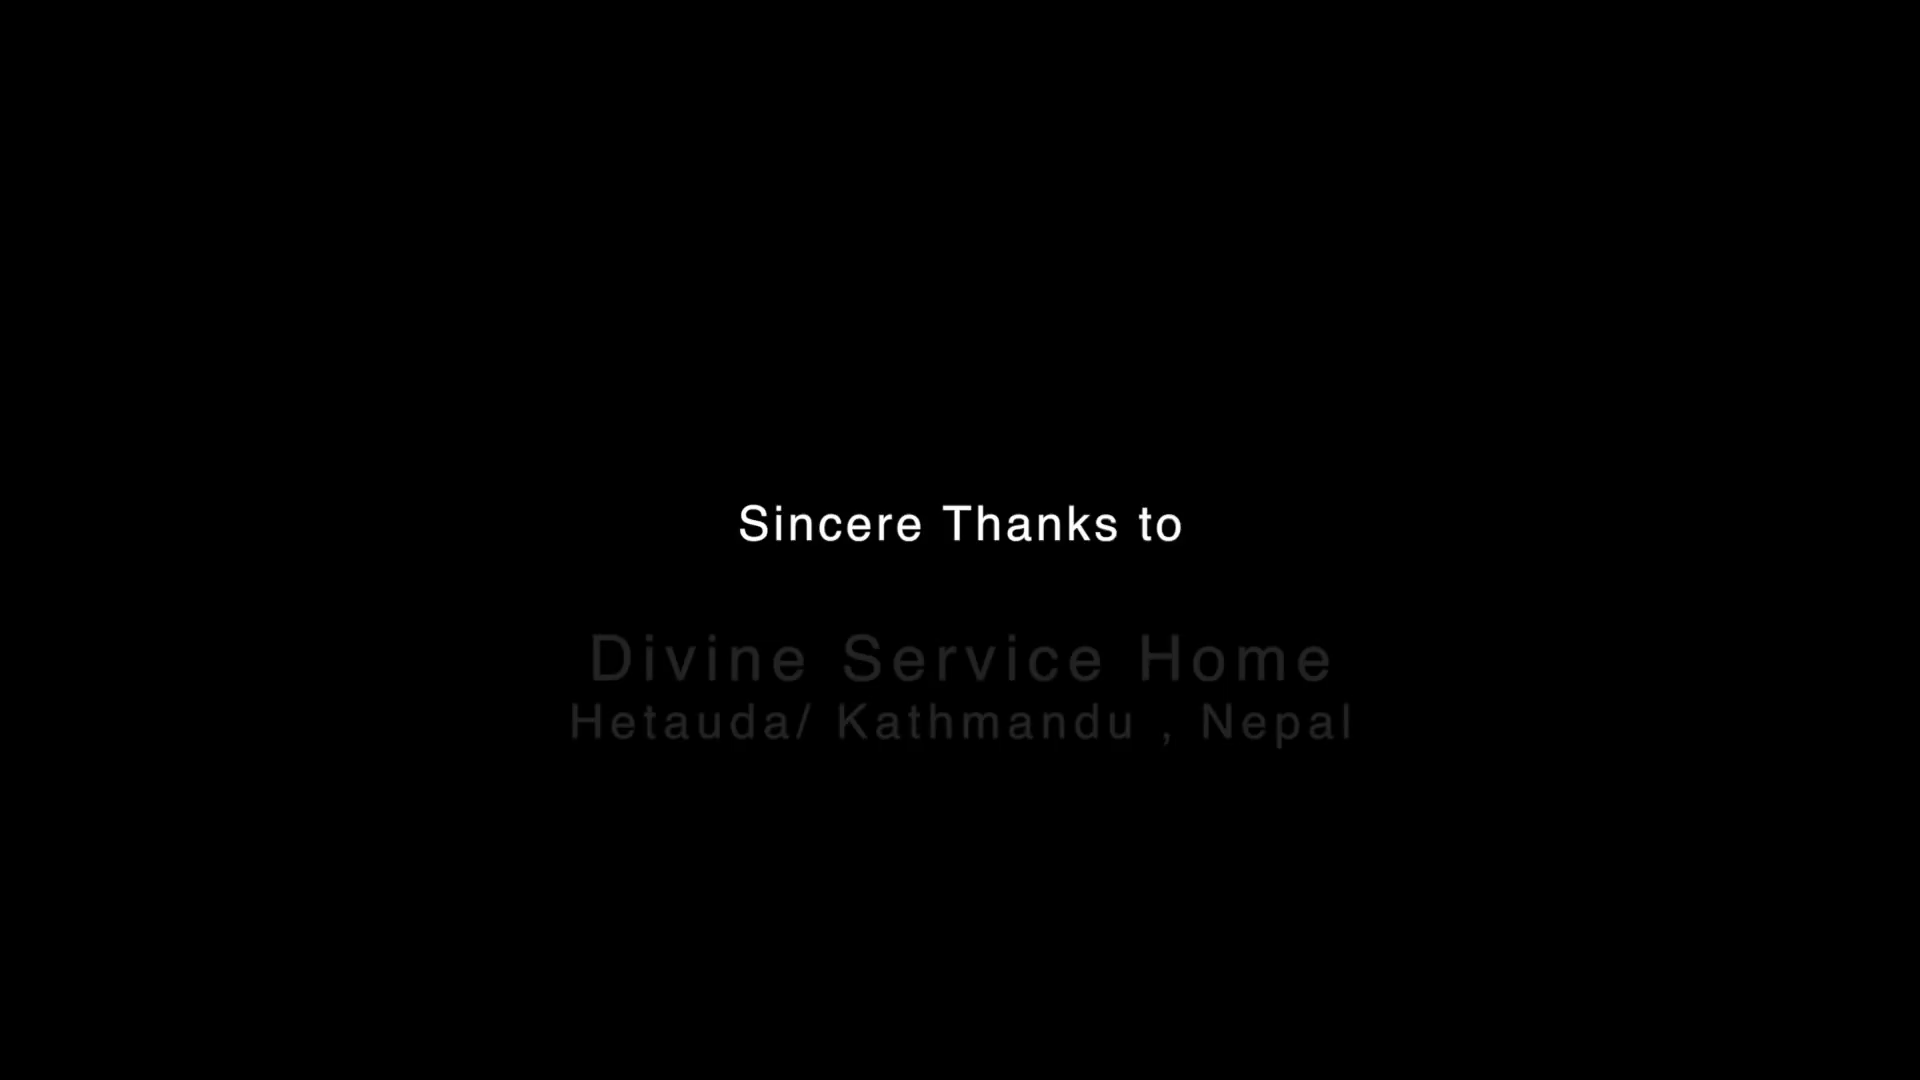 Sincere Thanks to
Divine Service Home
Hetauda/ Kathmandu , Nepal